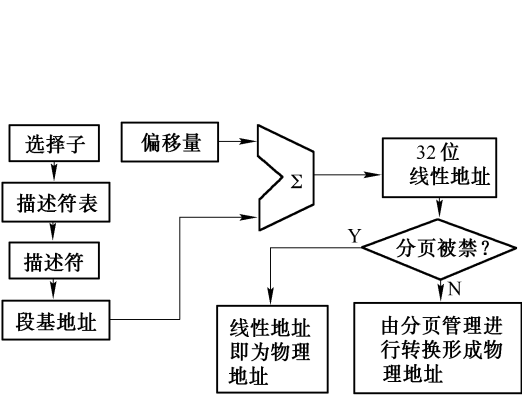 选择子
偏移量
描述符表
描述符
段基地址
Σ
32位
线性地址
分页被禁？
Y
N
线性地址
即为物理
地址
由分页管理进
行转换形成物
理地址